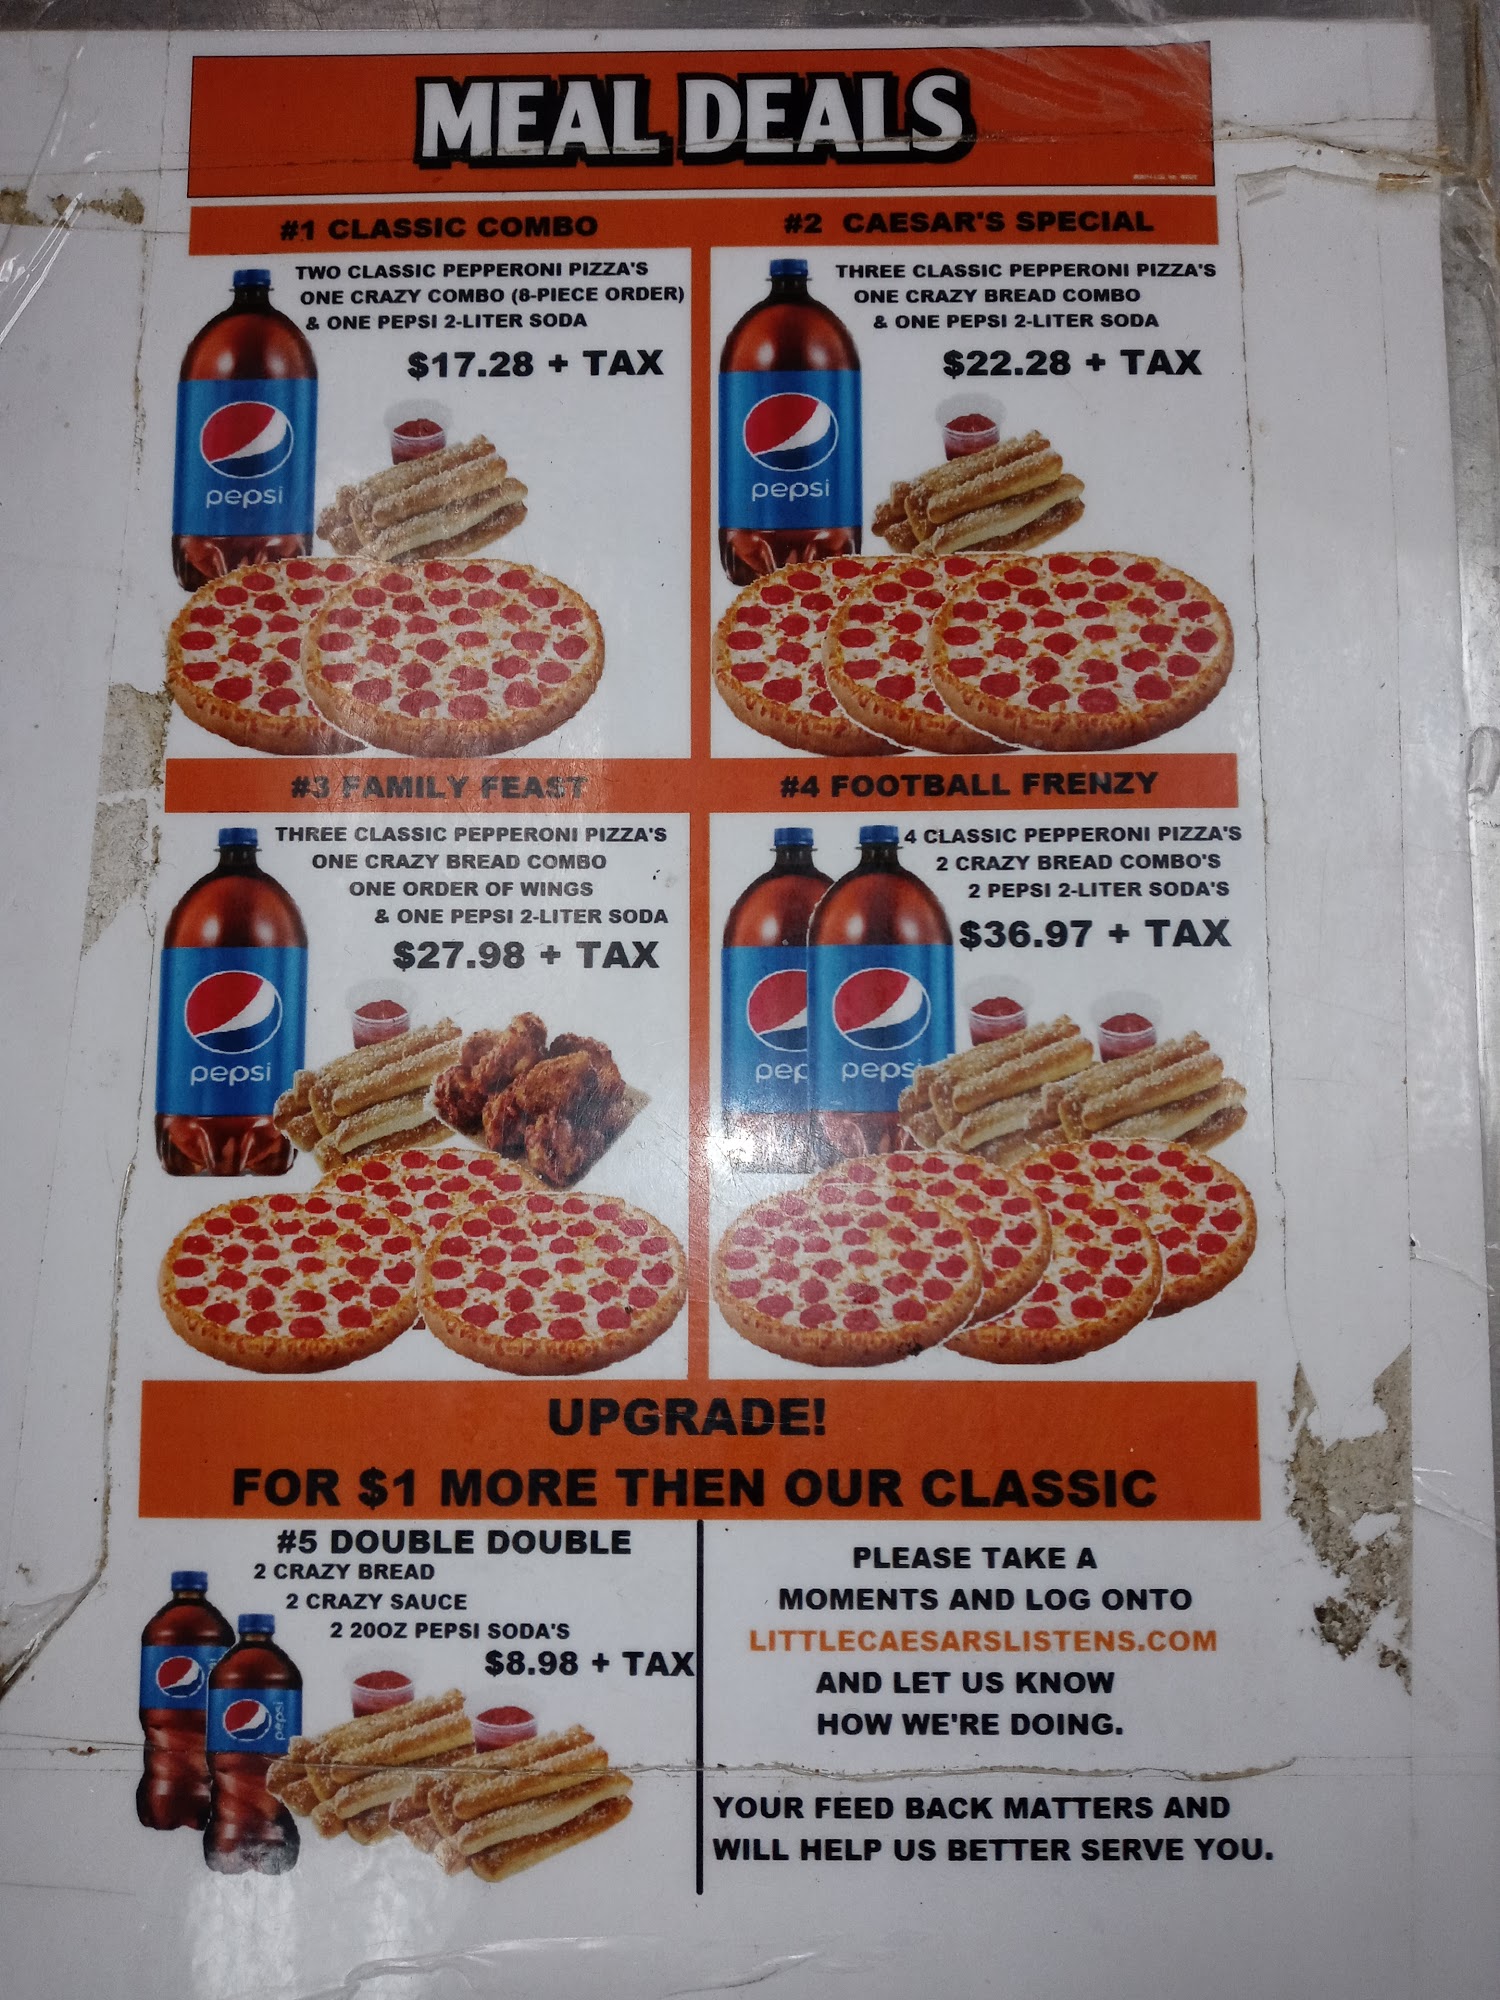 MEAL DEALS
#1 CLASSIC COMBO
TWO CLASSIC PEPPERONI PIZZA'S
ONE CRAZY COMBO (8-PIECE ORDER)
& ONE PEPSI 2-LITER SODA
$17.28 + TAX
pepsi
#2 CAESAR'S SPECIAL
THREE CLASSIC PEPPERONI PIZZA'S
ONE CRAZY BREAD COMBO
& ONE PEPSI 2-LITER SODA
$22.28 + TAX
pepsi
#3 FAMILY FEAST
THREE CLASSIC PEPPERONI PIZZA'S
ONE CRAZY BREAD COMBO
ONE ORDER OF WINGS
& ONE PEPSI 2-LITER SODA
$27.98 + TAX
pepsi
#4 FOOTBALL FRENZY
4 CLASSIC PEPPERONI PIZZA'S
2 CRAZY BREAD COMBO'S
2 PEPSI 2-LITER SODA'S
$36.97 + TAX
pep pepsi
UPGRADE!
FOR $1 MORE THEN OUR CLASSIC
#5 DOUBLE DOUBLE
2 CRAZY BREAD
2 CRAZY SAUCE
2 20OZ PEPSI SODA'S
$8.98 + TAX
pepsi
PLEASE TAKE A
MOMENTS AND LOG ONTO
LITTLECAESARSLISTENS.COM
AND LET US KNOW
HOW WE'RE DOING.
YOUR FEED BACK MATTERS AND
WILL HELP US BETTER SERVE YOU.